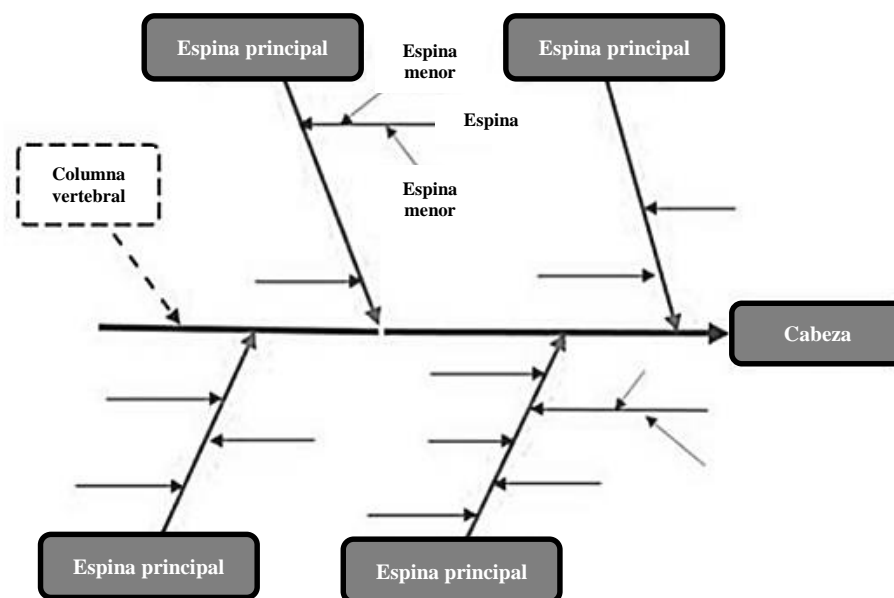 Espina principal
Espina
menor
Espina principal
Espina
Columna
vertebral
Espina
menor
Cabeza
Espina principal
Espina principal